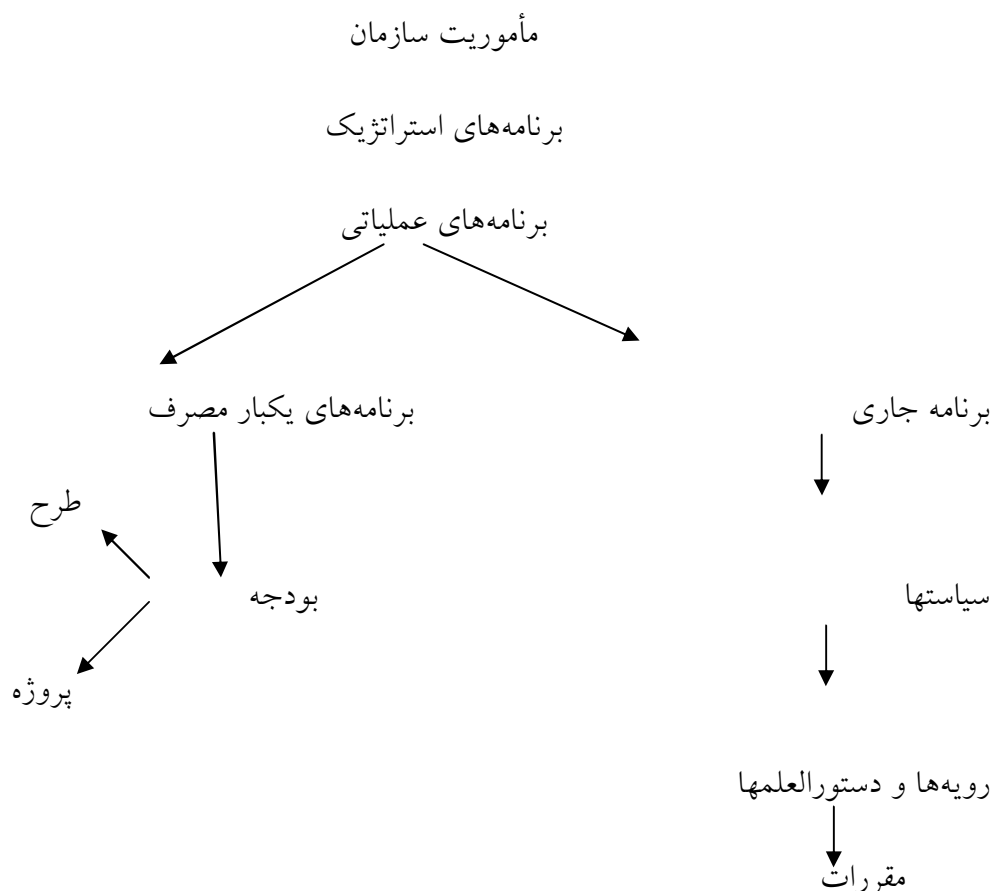 مأموریت سازمان
برنامه‌های استراتژیک
برنامه‌های عملیاتی
برنامه جاری
برنامه‌های یکبار مصرف
طرح
سیاستها
بودجه
پروژه
رویه‌ها و دستورالعلمها
مقررات